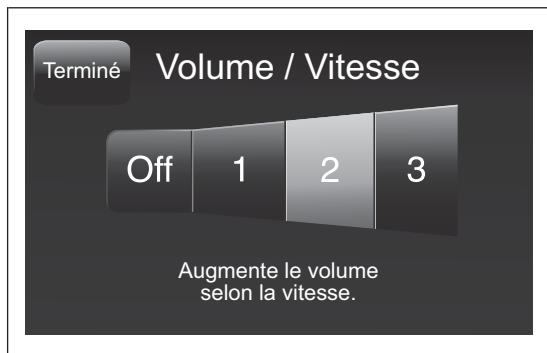 Terminé
Volume / Vitesse
Off 1 2 3
Augmente le volume
selon la vitesse.